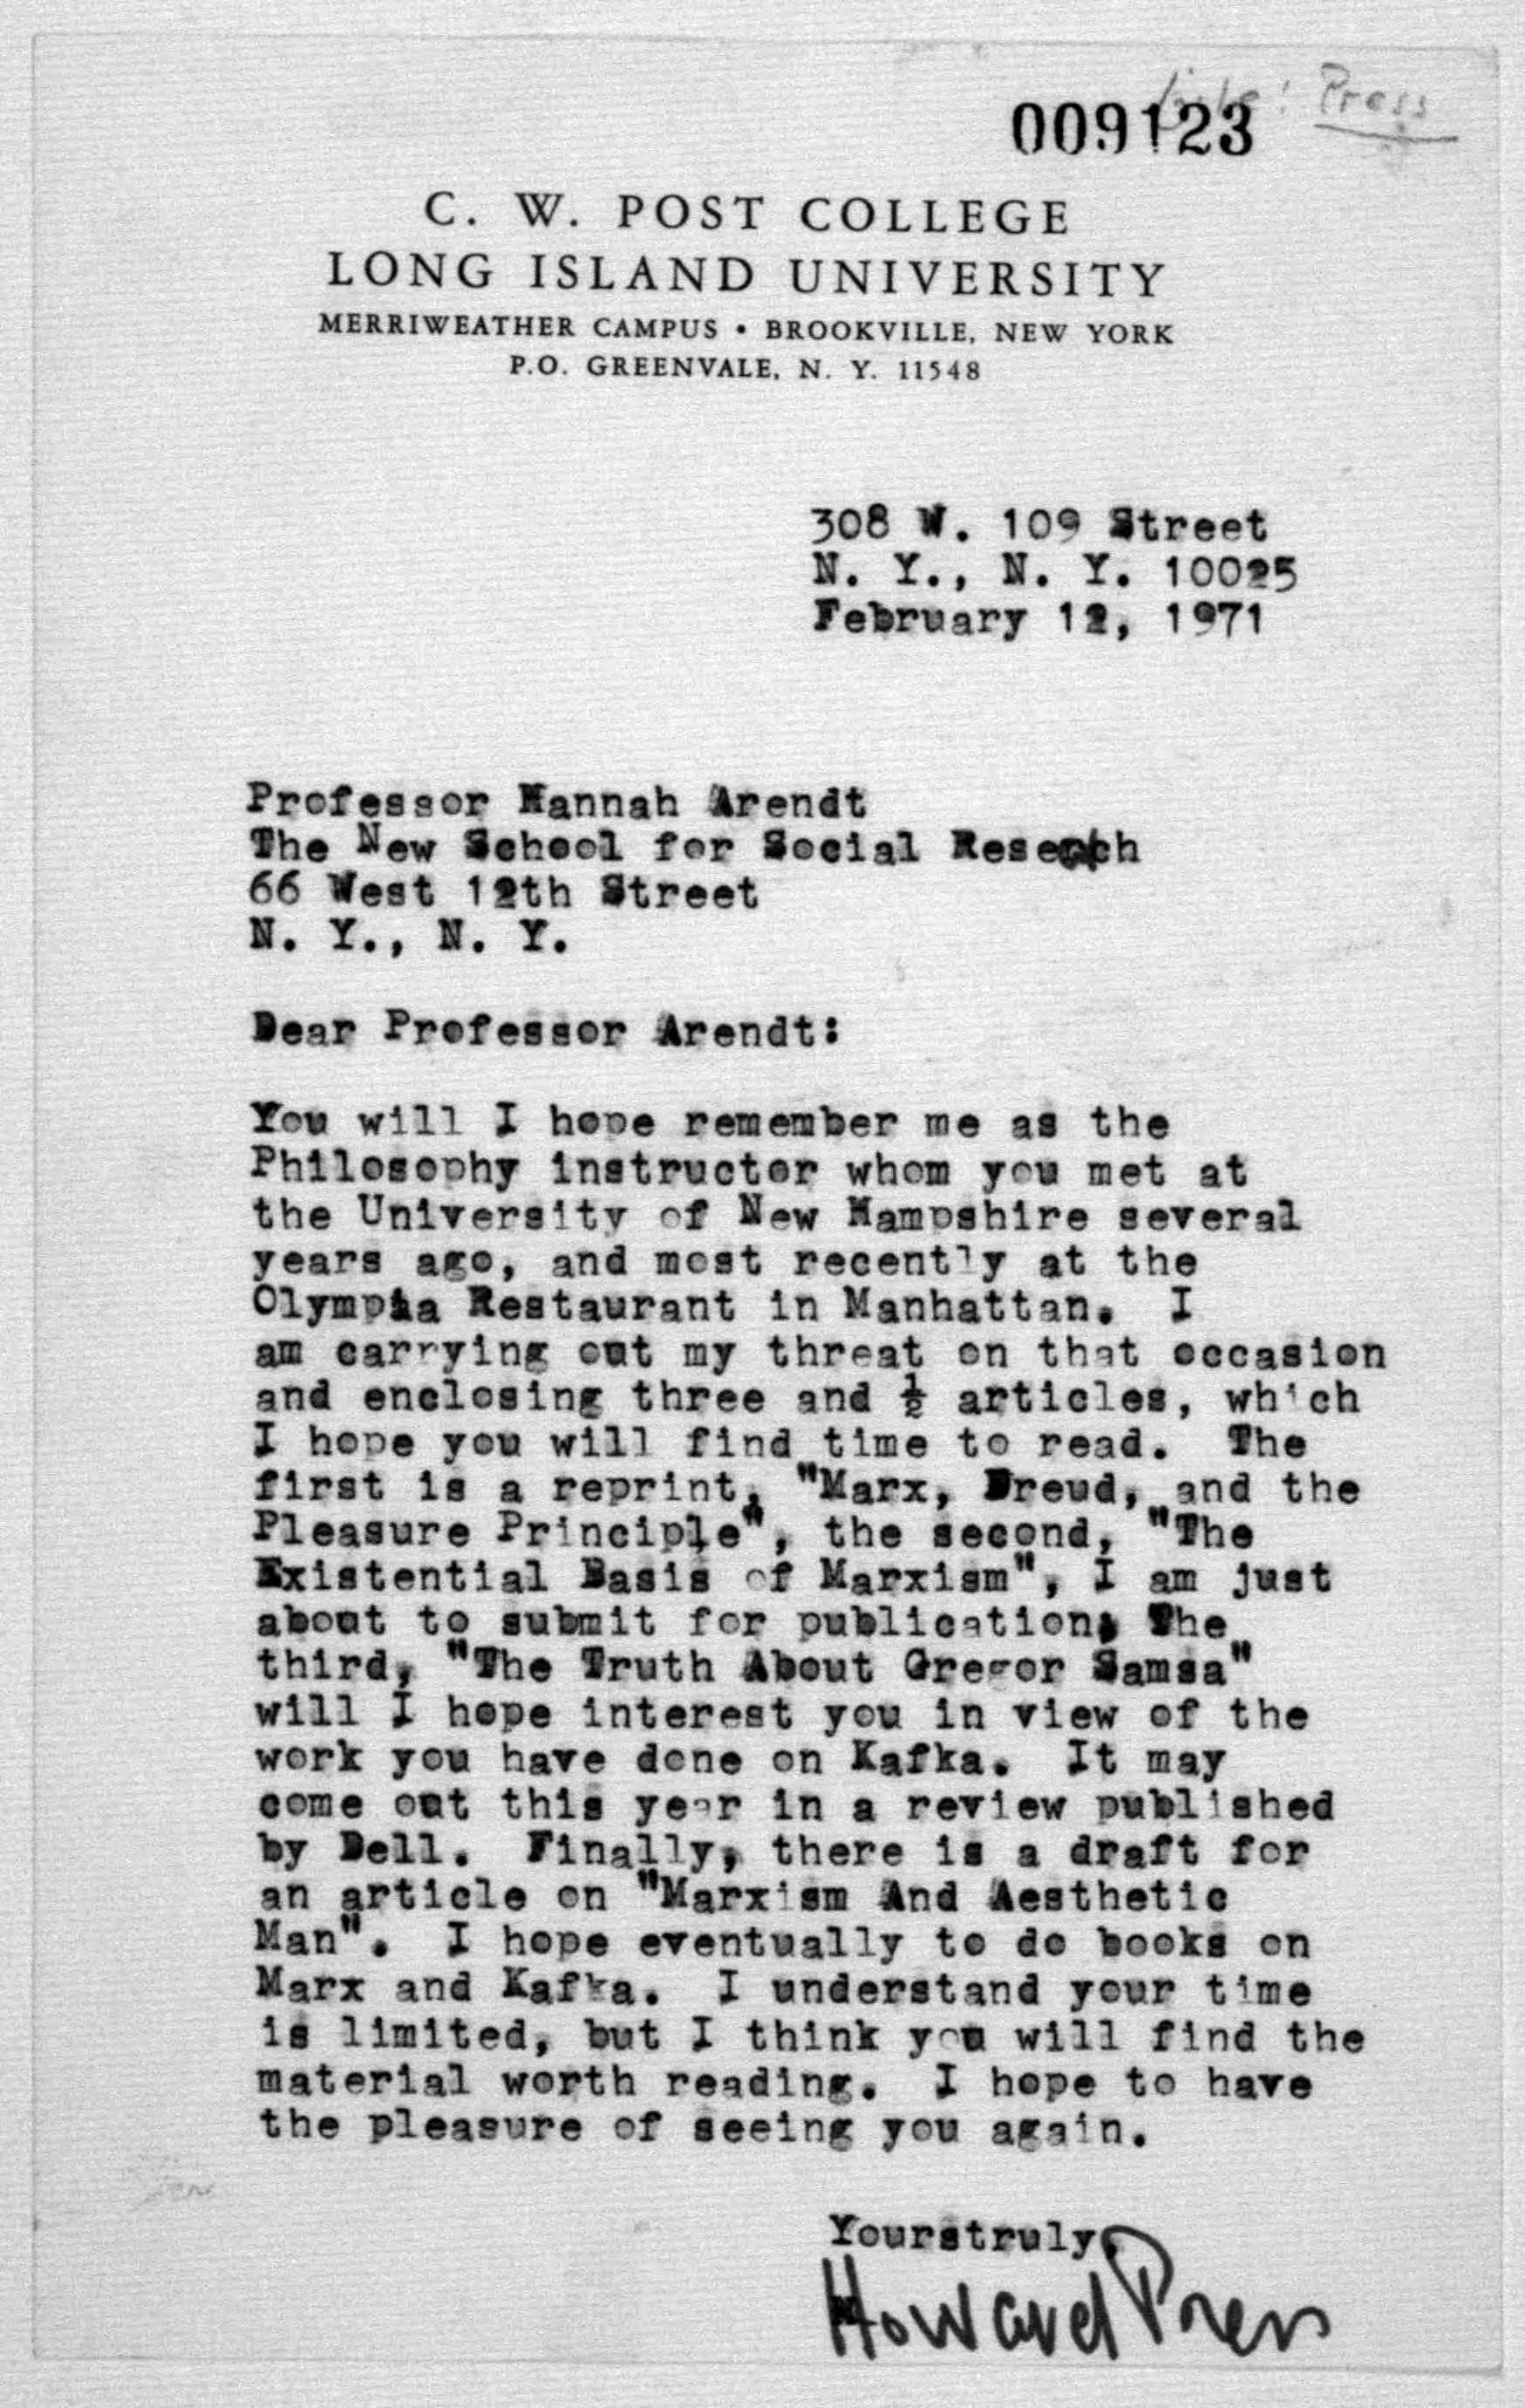 Press
009123
C. W. POST COLLEGE
LONG ISLAND UNIVERSITY
MERRIWEATHER CAMPUS • BROOKVILLE, NEW YORK
P.O. GREENVALE, N. Y. 11548
308 W. 109 Street
N. Y., N. Y. 10025
February 12, 1971
Professor Hannah Arendt
The New School for Social Reserch
66 West 12th Street
N. Y., N. Y.
Dear Professor Arendt:
You will I hope remember me as the
Philosophy instructor whom you met at
the University of New Hampshire several
years ago, and most recently at the
Olympia Restaurant in Manhattan. I
am carrying out my threat on that occasion
and enclosing three and ½ articles, which
I hope you will find time to read. The
first is a reprint, "Marx, Freud, and the
Pleasure Principle", the second, "The
Existential Basis of Marxism", I am just
about to submit for publication. The
third, "The Truth About Gregor Samsa"
will I hope interest you in view of the
work you have done on Kafka. It may
come out this year in a review published
by Dell. Finally, there is a draft for
an article on "Marxism And Aesthetic
Man". I hope eventually to do books on
Marx and Kafka. I understand your time
is limited, but I think you will find the
material worth reading. I hope to have
the pleasure of seeing you again.
Yourstruly,
Howard Press